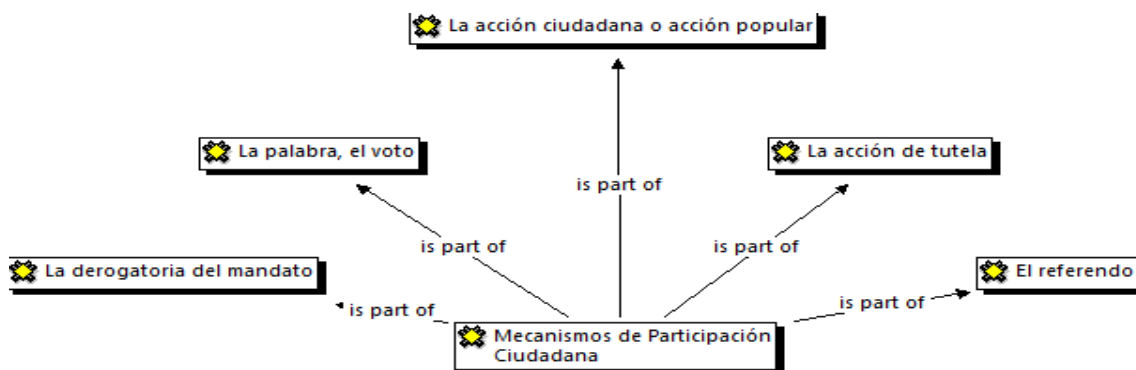 La acción ciudadana o acción popular
La palabra, el voto
La acción de tutela
is part of
is part of
is part of
La derogatoria del mandato
El referendo
is part of
is part of
Mecanismos de Participación
Ciudadana